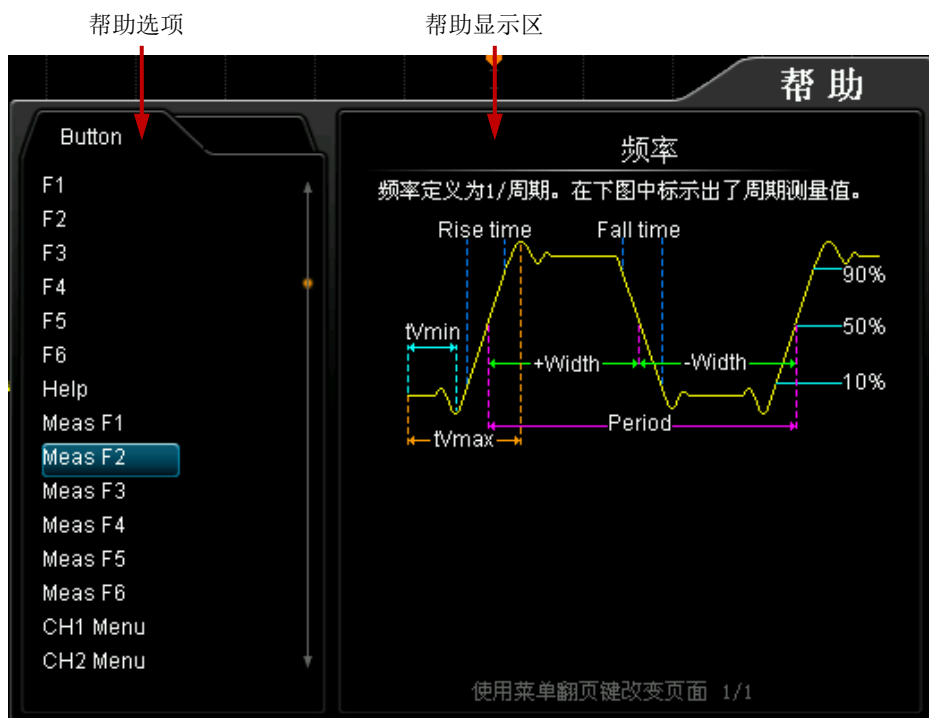 帮助选项
帮助显示区
帮 助
Button
F1
F2
F3
F4
F5
F6
Help
Meas F1
Meas F2
Meas F3
Meas F4
Meas F5
Meas F6
CH1 Menu
CH2 Menu
频率
频率定义为1/周期。在下图中标示出了周期测量值。
Rise time
Fall time
90%
tVmin
50%
+Width
-Width
10%
Period
tVmax
使用菜单翻页键改变页面 1/1